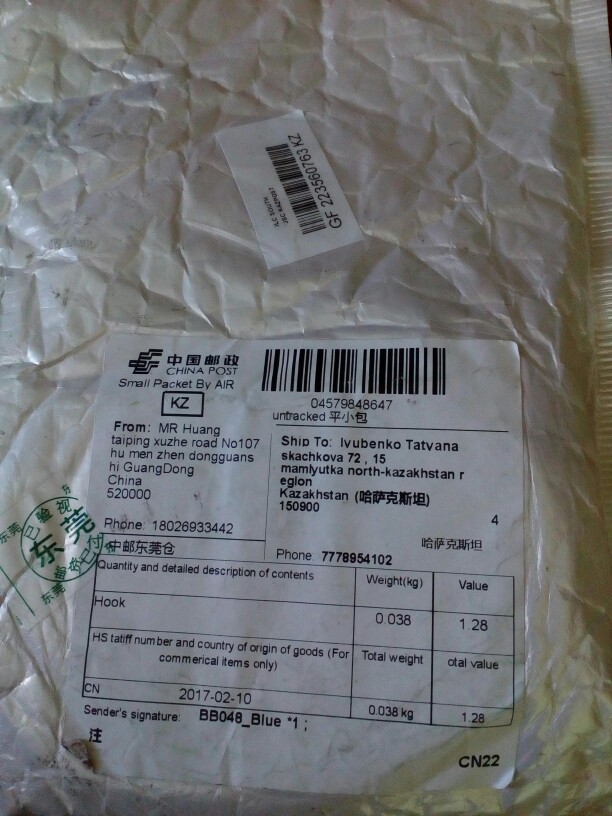 GF 223560763 KZ
中国邮政
CHINA POST
Small Packet By AIR
KZ
04579848647
untracked 平小包
From: MR Huang
taiping xuzhe road No107
hu men zhen dongguans
hi GuangDong
China
520000
Phone: 18026933442
中邮东莞仓
Ship To: Ivubenko Tatvana
skachkova 72 , 15
mamlyutka north-kazakhstan r
egion
Kazakhstan (哈萨克斯坦)
150900
4
哈萨克斯坦
Phone: 7778954102
东莞
已验视
Quantity and detailed description of contents
Weight(kg)
Value
Hook
0.038
1.28
HS tatiff number and country of origin of goods (For
commerical items only)
Total weight
otal value
CN
2017-02-10
0.038 kg
1.28
Sender's signature:
BB048_Blue *1 ;
注
CN22